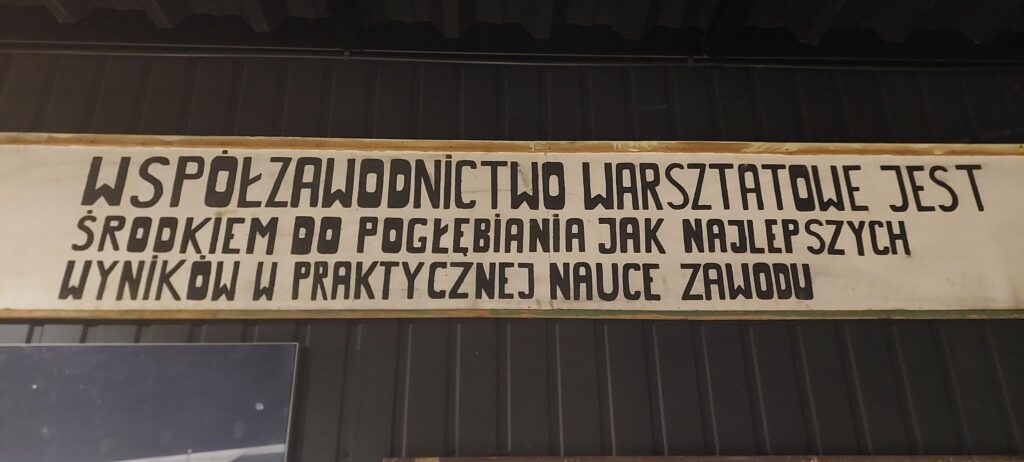 WSPÓŁZAWODNICTWO WARSZTATOWE JEST
ŚRODKIEM DO POGŁĘBIANIA JAK NAJLEPSZYCH
WYNIKÓW W PRAKTYCZNEJ NAUCE ZAWODU